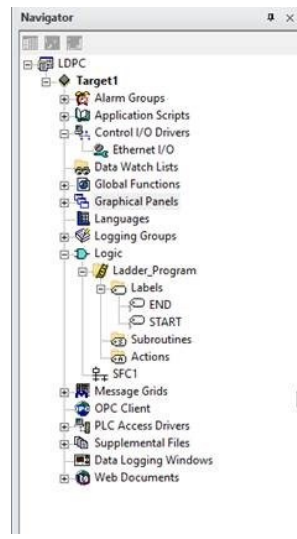 Navigator
LDPC
Target1
Alarm Groups
Application Scripts
Control I/O Drivers
Ethernet I/O
Data Watch Lists
Global Functions
Graphical Panels
Languages
Logging Groups
Logic
Ladder_Program
Labels
END
START
Subroutines
Actions
SFC1
Message Grids
OPC Client
PLC Access Drivers
Supplemental Files
Data Logging Windows
Web Documents